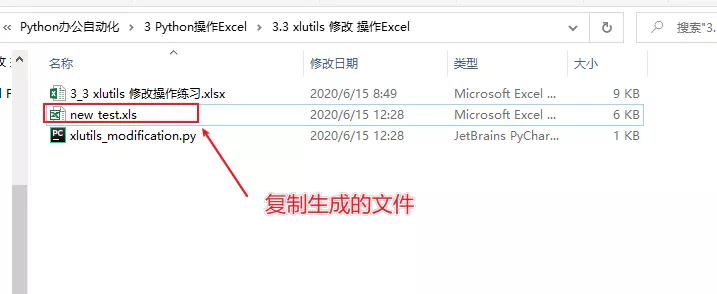 « Python办公自动化 › 3 Python操作Excel › 3.3 xlutils 修改 操作Excel
搜索"3.
名称 修改日期 类型 大小
3_3 xlutils 修改操作练习.xlsx 2020/6/15 8:49 Microsoft Excel ... 9 KB
new test.xls 2020/6/15 12:28 Microsoft Excel ... 6 KB
xlutils_modification.py 2020/6/15 12:28 JetBrains PyChar... 1 KB
复制生成的文件